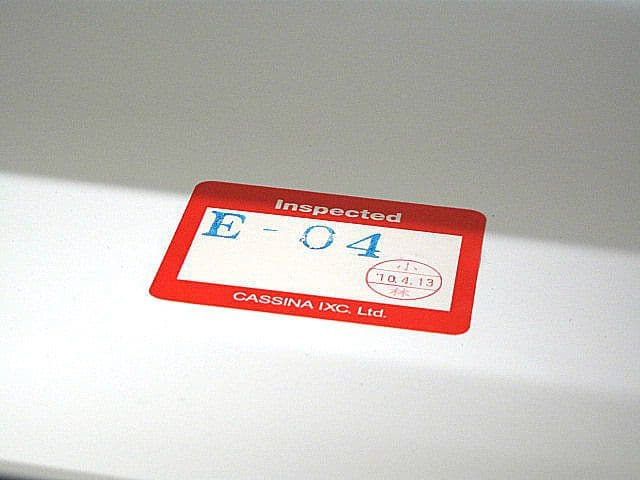 Inspected
E - 04
小
'10.4.13
林
CASSINA IXC. Ltd.